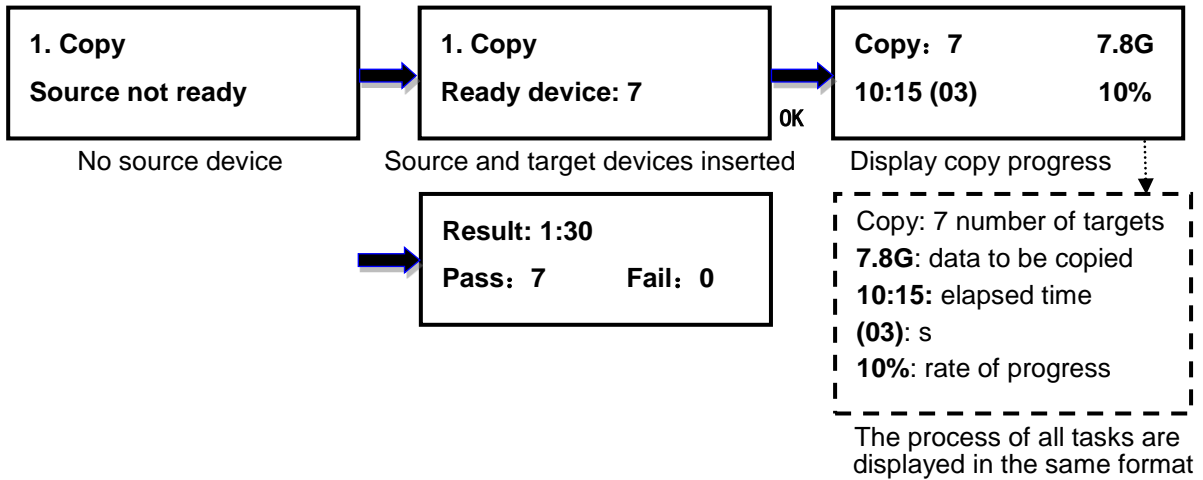 1. Copy
Source not ready
No source device
1. Copy
Ready device: 7
Source and target devices inserted
OK
Copy：7 7.8G
10:15 (03) 10%
Display copy progress
Result: 1:30
Pass：7 Fail：0
Copy: 7 number of targets
7.8G: data to be copied
10:15: elapsed time
(03): s
10%: rate of progress
The process of all tasks are
displayed in the same format